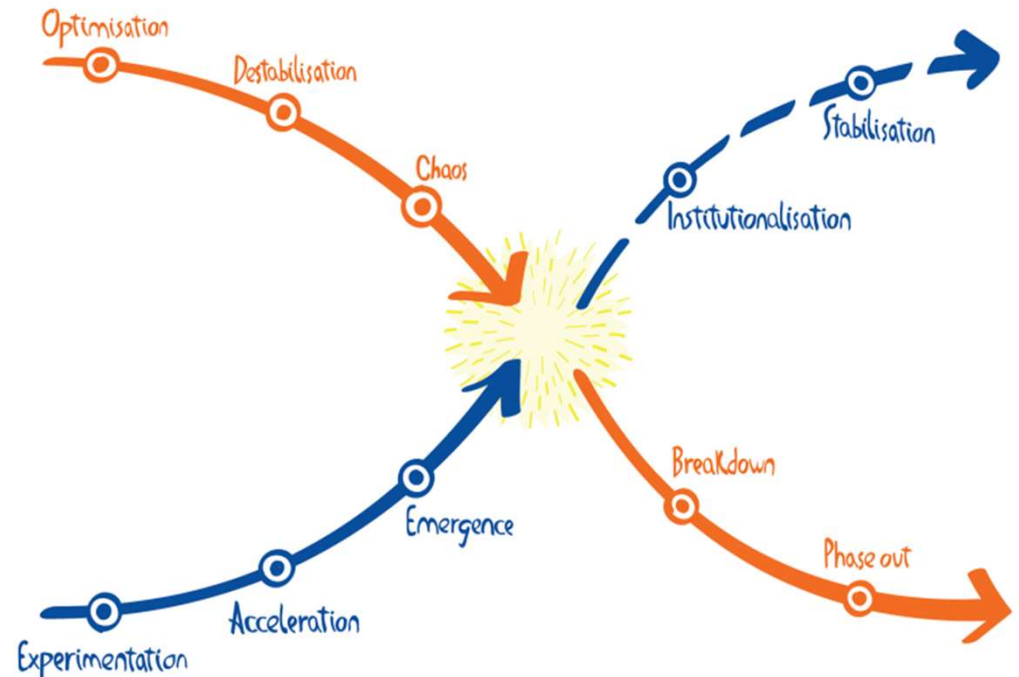 Optimisation
Destabilisation
Chaos
Stabilisation
Institutionalisation
Breakdown
Emergence
Phase out
Acceleration
Experimentation